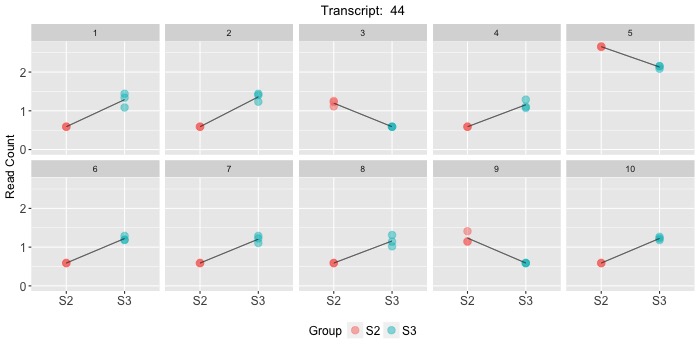 Transcript:  44
1 2 3 4 5
2
1
0
6 7 8 9 10
2
1
0
Read Count
S2 S3 S2 S3 S2 S3 S2 S3 S2 S3
Group S2 S3